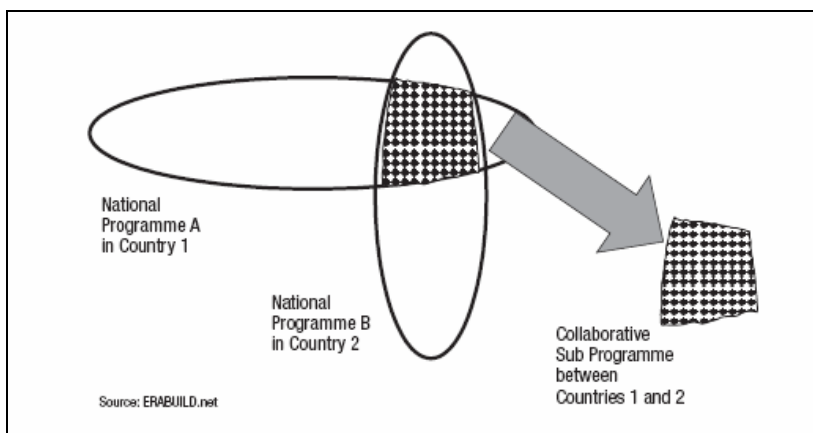 National
Programme A
in Country 1
National
Programme B
in Country 2
Collaborative
Sub Programme
between
Countries 1 and 2
Source: ERABUILD.net